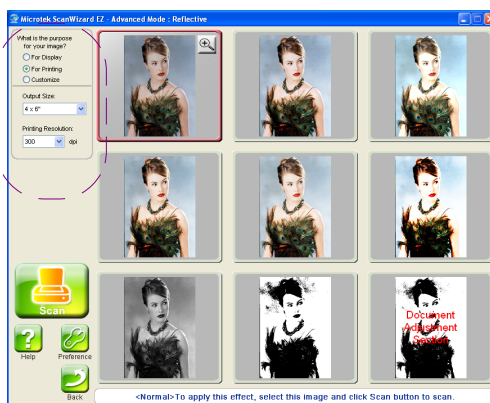 Microtek ScanWizard EZ - Advanced Mode : Reflective
What is the purpose
for your image?
For Display
For Printing
Customize
Output Size:
4 x 6"
Printing Resolution:
300 dpi
Document
Adjustment
Section
Scan
Help
Preference
Back
<Normal>To apply this effect, select this image and click Scan button to scan.